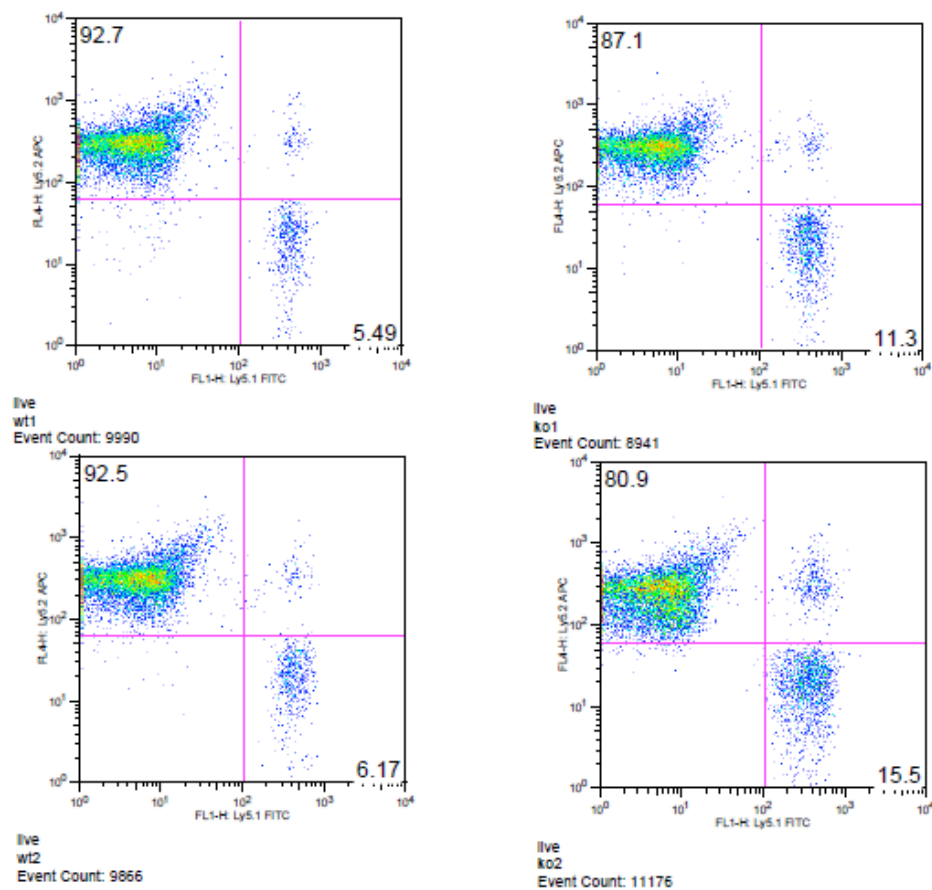 92.7
10⁴
10³
10²
10¹
10⁰
FL4-H: Ly5.2 APC
5.49
10⁰ 10¹ 10² 10³ 10⁴
FL1-H: Ly5.1 FITC
live
wt1
Event Count: 9990
87.1
10⁴
10³
10²
10¹
10⁰
FL4-H: Ly5.2 APC
11.3
10⁰ 10¹ 10² 10³ 10⁴
FL1-H: Ly5.1 FITC
live
ko1
Event Count: 8941
92.5
10⁴
10³
10²
10¹
10⁰
FL4-H: Ly5.2 APC
6.17
10⁰ 10¹ 10² 10³ 10⁴
FL1-H: Ly5.1 FITC
live
wt2
Event Count: 9866
80.9
10⁴
10³
10²
10¹
10⁰
FL4-H: Ly5.2 APC
15.5
10⁰ 10¹ 10² 10³ 10⁴
FL1-H: Ly5.1 FITC
live
ko2
Event Count: 11176